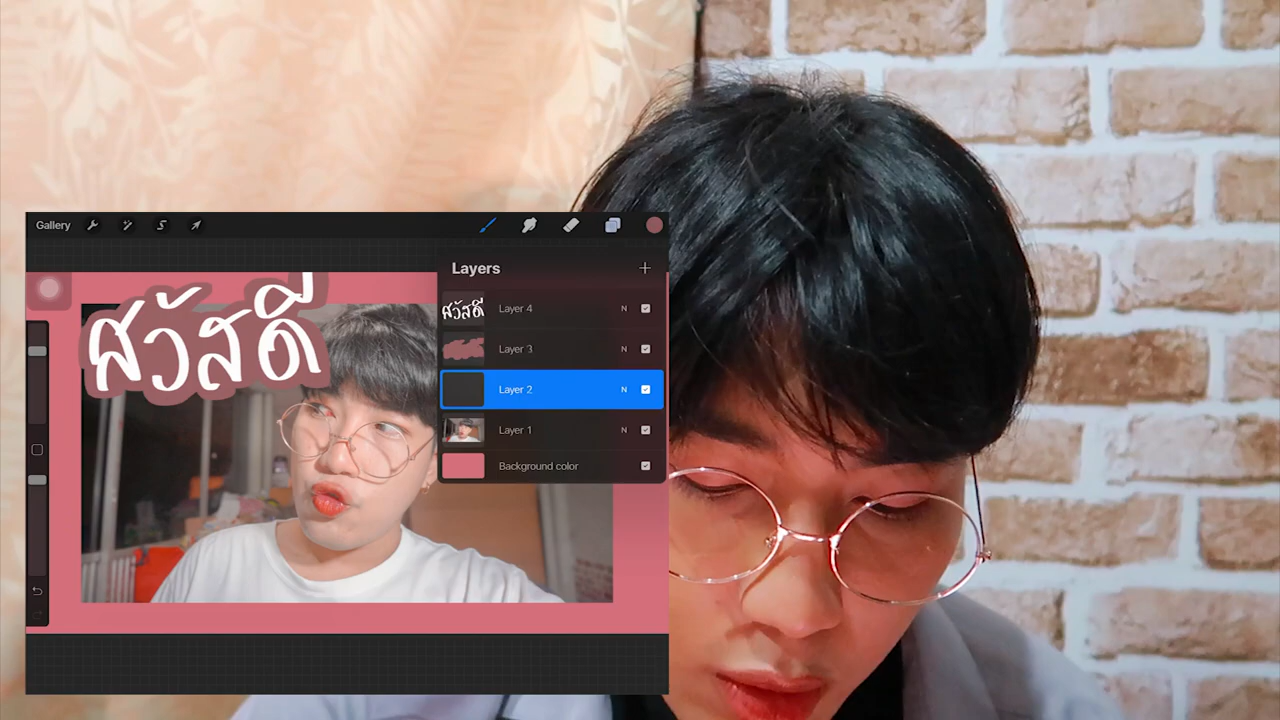 Gallery
Layers
สวัสดี
Layer 4
N
Layer 3
N
Layer 2
N
Layer 1
N
Background color
สวัสดี